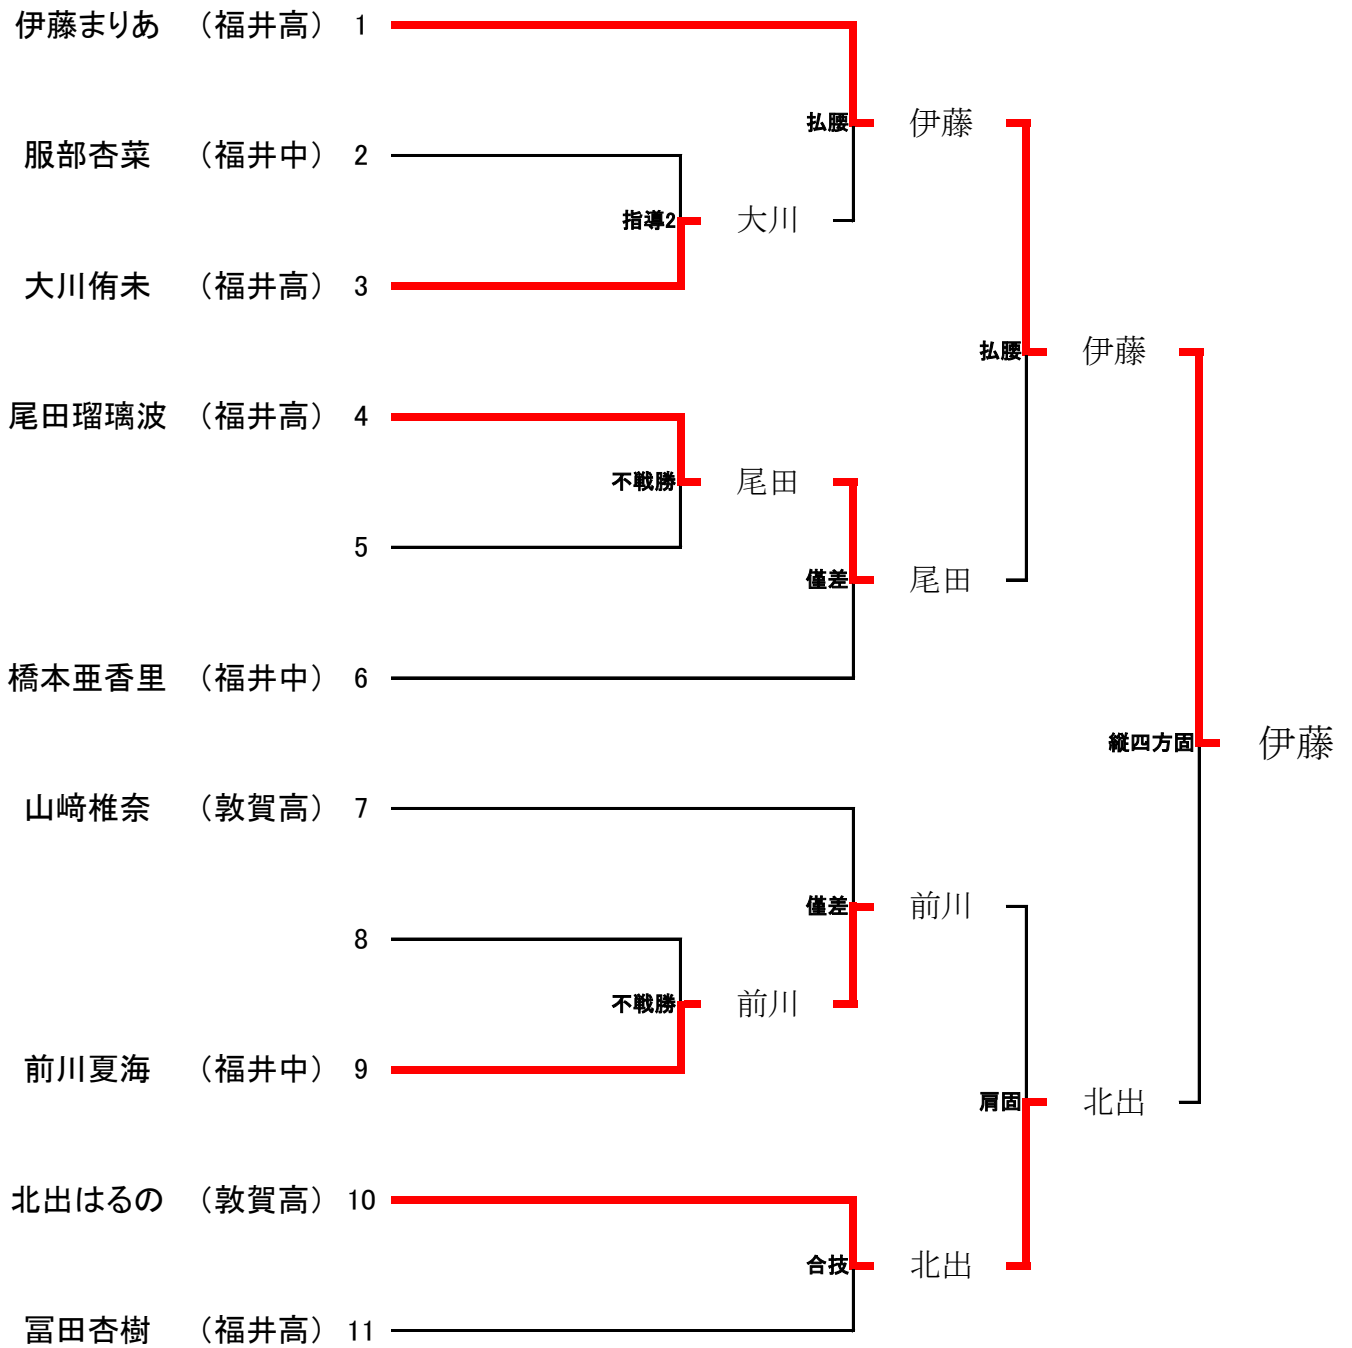 伊藤まりあ （福井高） 1
払腰 伊藤
服部杏菜 （福井中） 2
指導2 大川
大川侑未 （福井高） 3
払腰 伊藤
尾田瑠璃波 （福井高） 4
不戦勝 尾田
5
僅差 尾田
橋本亜香里 （福井中） 6
縦四方固 伊藤
山﨑椎奈 （敦賀高） 7
僅差 前川
8
不戦勝 前川
前川夏海 （福井中） 9
肩固 北出
北出はるの （敦賀高） 10
合技 北出
冨田杏樹 （福井高） 11